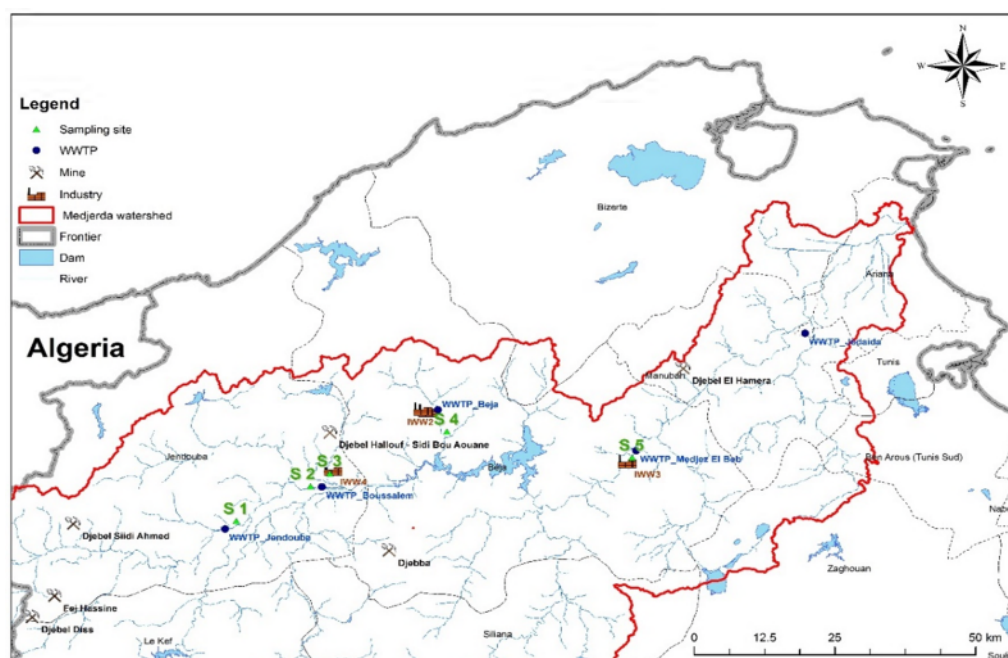 N
W
E
S
Legend
Sampling site
WWTP
Mine
Industry
Medjerda watershed
Frontier
Dam
River
Bizerte
Algeria
Ariana
WWTP_Jedaida
Manubah
Djebel El Hamera
Tunis
WWTP_Beja
IWW2
S 4
Djebel Hallouf - Sidi Bou Aouane
Jendouba
S 3
IWW4
Beja
S 5
WWTP_Medjez El Beb
IWW3
Ben Arous (Tunis Sud)
S 2
WWTP_Boussalem
S 1
WWTP_Jendouba
Djebel Siidi Ahmed
Djebba
Zaghouan
Fej Hassine
Djebel Diss
Le Kef
Siliana
0 12.5 25 50 km